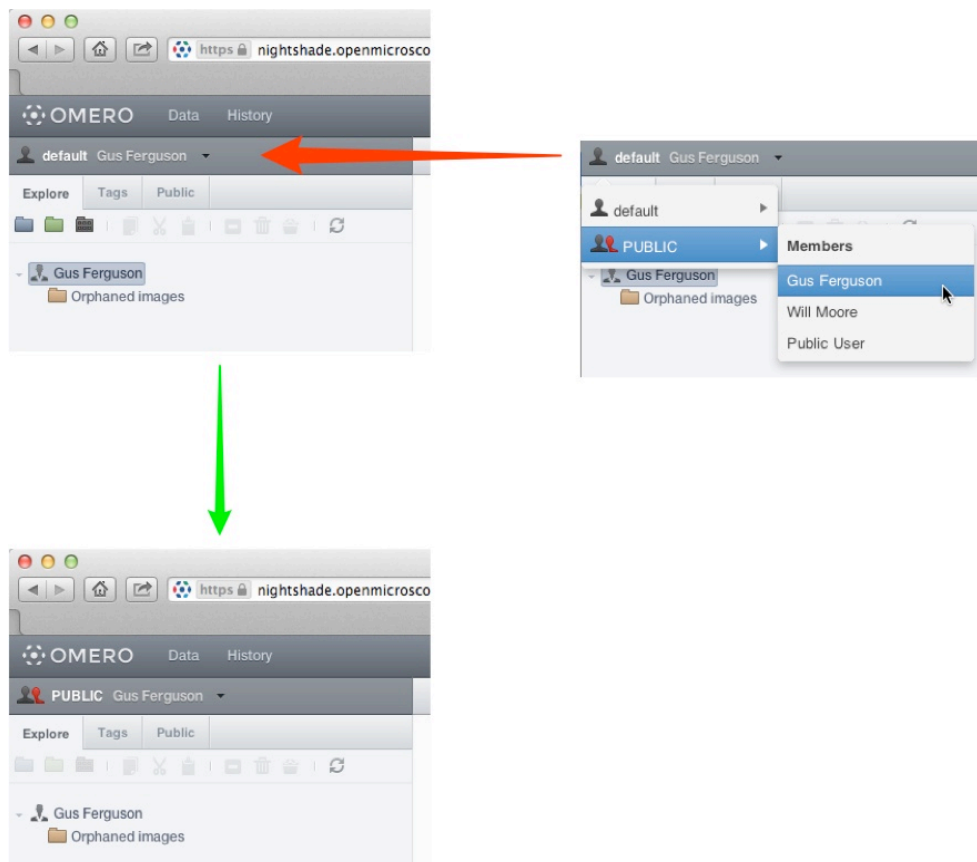 https nightshade.openmicrosco
OMERO Data History
default Gus Ferguson
Explore Tags Public
Gus Ferguson
Orphaned images
default Gus Ferguson
default
PUBLIC
Members
Gus Ferguson
Gus Ferguson
Orphaned images
Will Moore
Public User
https nightshade.openmicrosco
OMERO Data History
PUBLIC Gus Ferguson
Explore Tags Public
Gus Ferguson
Orphaned images